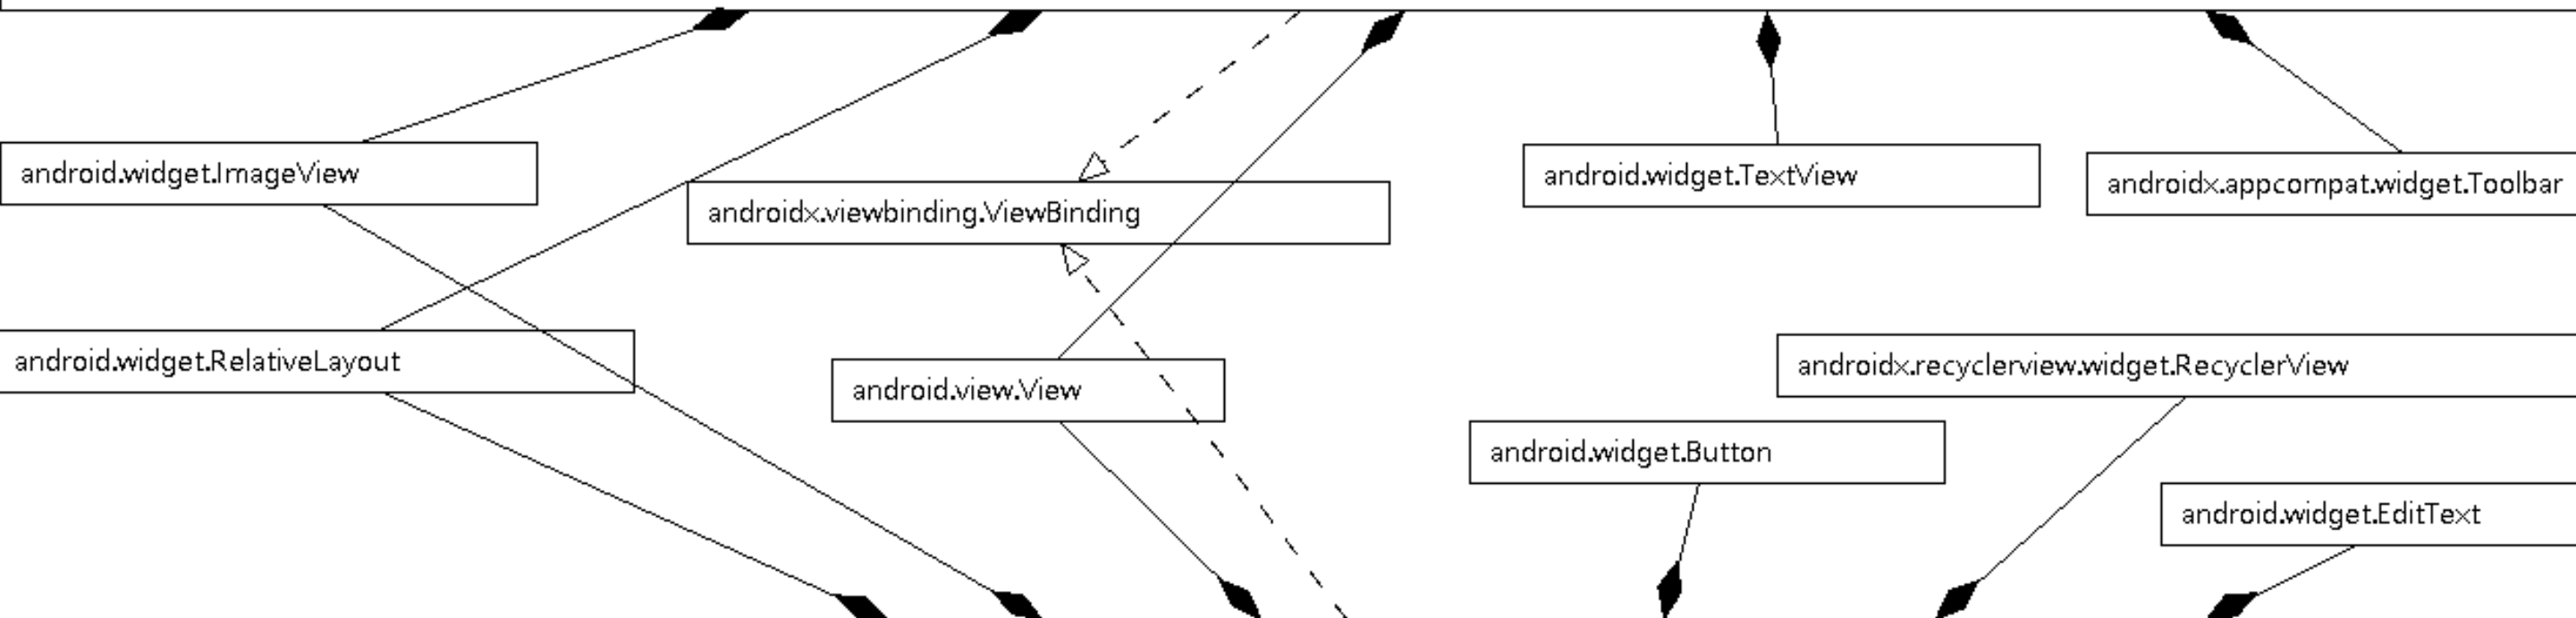 android.widget.ImageView
androidx.viewbinding.ViewBinding
android.widget.TextView
androidx.appcompat.widget.Toolbar
android.widget.RelativeLayout
android.view.View
androidx.recyclerview.widget.RecyclerView
android.widget.Button
android.widget.EditText